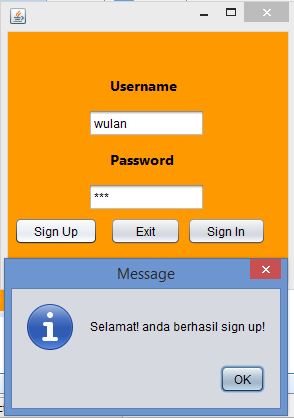 Username
wulan
Password
***
Sign Up Exit Sign In
Message
Selamat! anda berhasil sign up!
OK